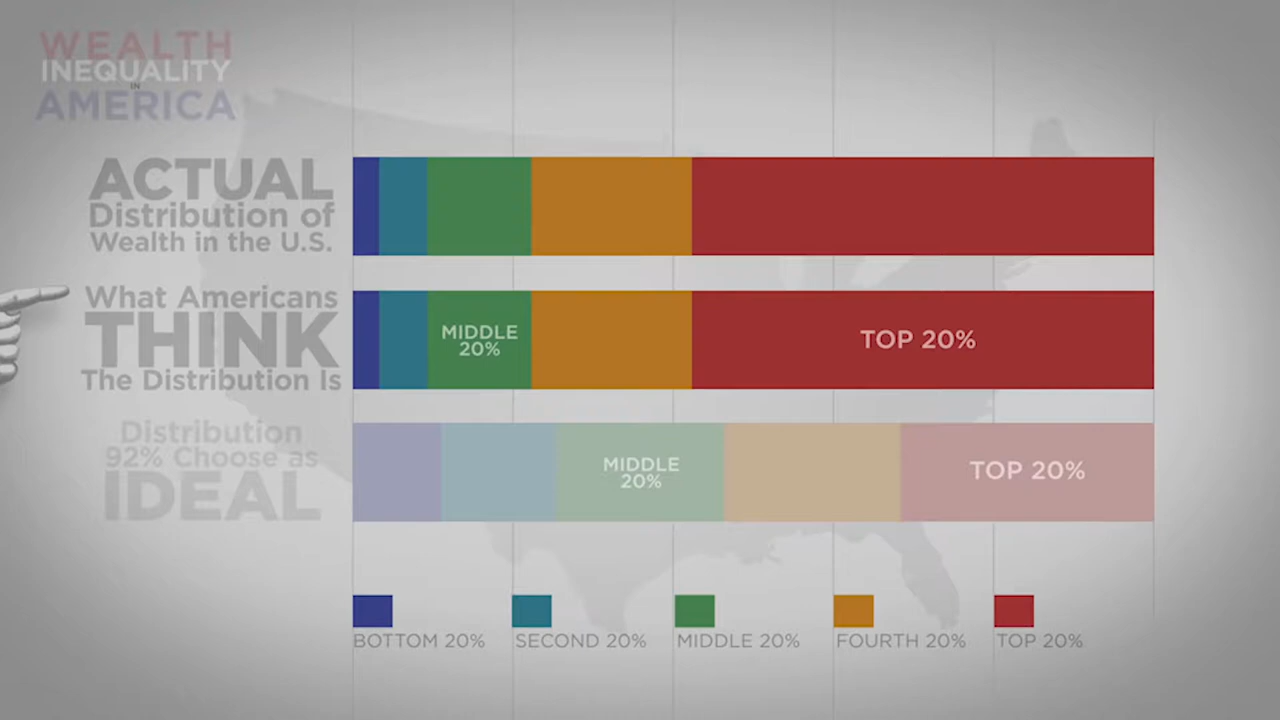 WEALTH
INEQUALITY
IN
AMERICA
ACTUAL
Distribution of
Wealth in the U.S.
What Americans
THINK
The Distribution Is
MIDDLE
20%
TOP 20%
Distribution
92% Choose as
IDEAL
MIDDLE
20%
TOP 20%
BOTTOM 20%
SECOND 20%
MIDDLE 20%
FOURTH 20%
TOP 20%